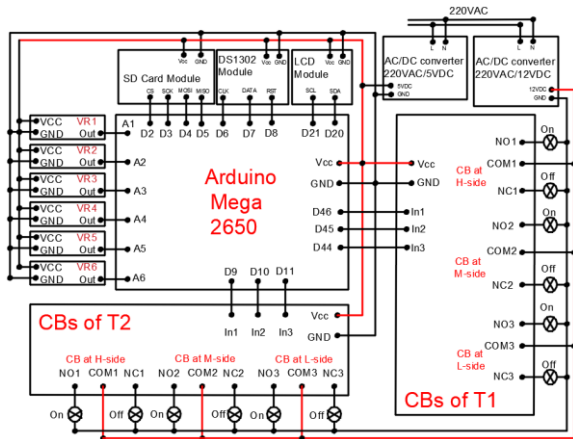 220VAC
Vcc GND
SD Card Module
CS SCK MOSI MISO
DS1302 Module
Vcc GND
CLK DATA RST
LCD Module
Vcc GND
SCL SDA
L N
AC/DC converter
220VAC/5VDC
5VDC
GND
L N
AC/DC converter
220VAC/12VDC
12VDC
GND
VCC VR1
GND Out
VCC VR2
GND Out
VCC VR3
GND Out
VCC VR4
GND Out
VCC VR5
GND Out
VCC VR6
GND Out
A1
A2
A3
A4
A5
A6
D2 D3 D4 D5 D6 D7 D8 D21 D20
Arduino
Mega
2650
Vcc
GND
D46
D45
D44
D9 D10 D11
Vcc
GND
In1
In2
In3
CB at
H-side
CB at
M-side
CB at
L-side
NO1
COM1
NC1
NO2
COM2
NC2
NO3
COM3
NC3
On
Off
On
Off
On
Off
CBs of T1
In1 In2 In3
Vcc
GND
CBs of T2
CB at H-side CB at M-side CB at L-side
NO1 COM1 NC1 NO2 COM2 NC2 NO3 COM3 NC3
On Off On Off On Off